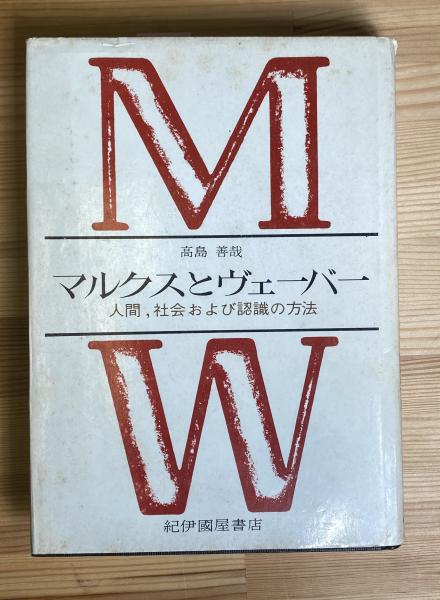 M
高島 善哉
マルクスとヴェーバー
人間,社会および認識の方法
W
紀伊國屋書店